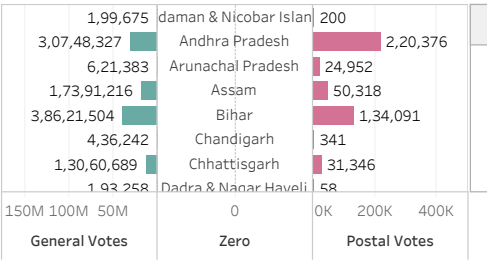 1,99,675 daman & Nicobar Islan 200
3,07,48,327 Andhra Pradesh 2,20,376
6,21,383 Arunachal Pradesh 24,952
1,73,91,216 Assam 50,318
3,86,21,504 Bihar 1,34,091
4,36,242 Chandigarh 341
1,30,60,689 Chhattisgarh 31,346
1,93,258 Dadra & Nagar Haveli 58
150M 100M 50M 0 0K 200K 400K
General Votes Zero Postal Votes